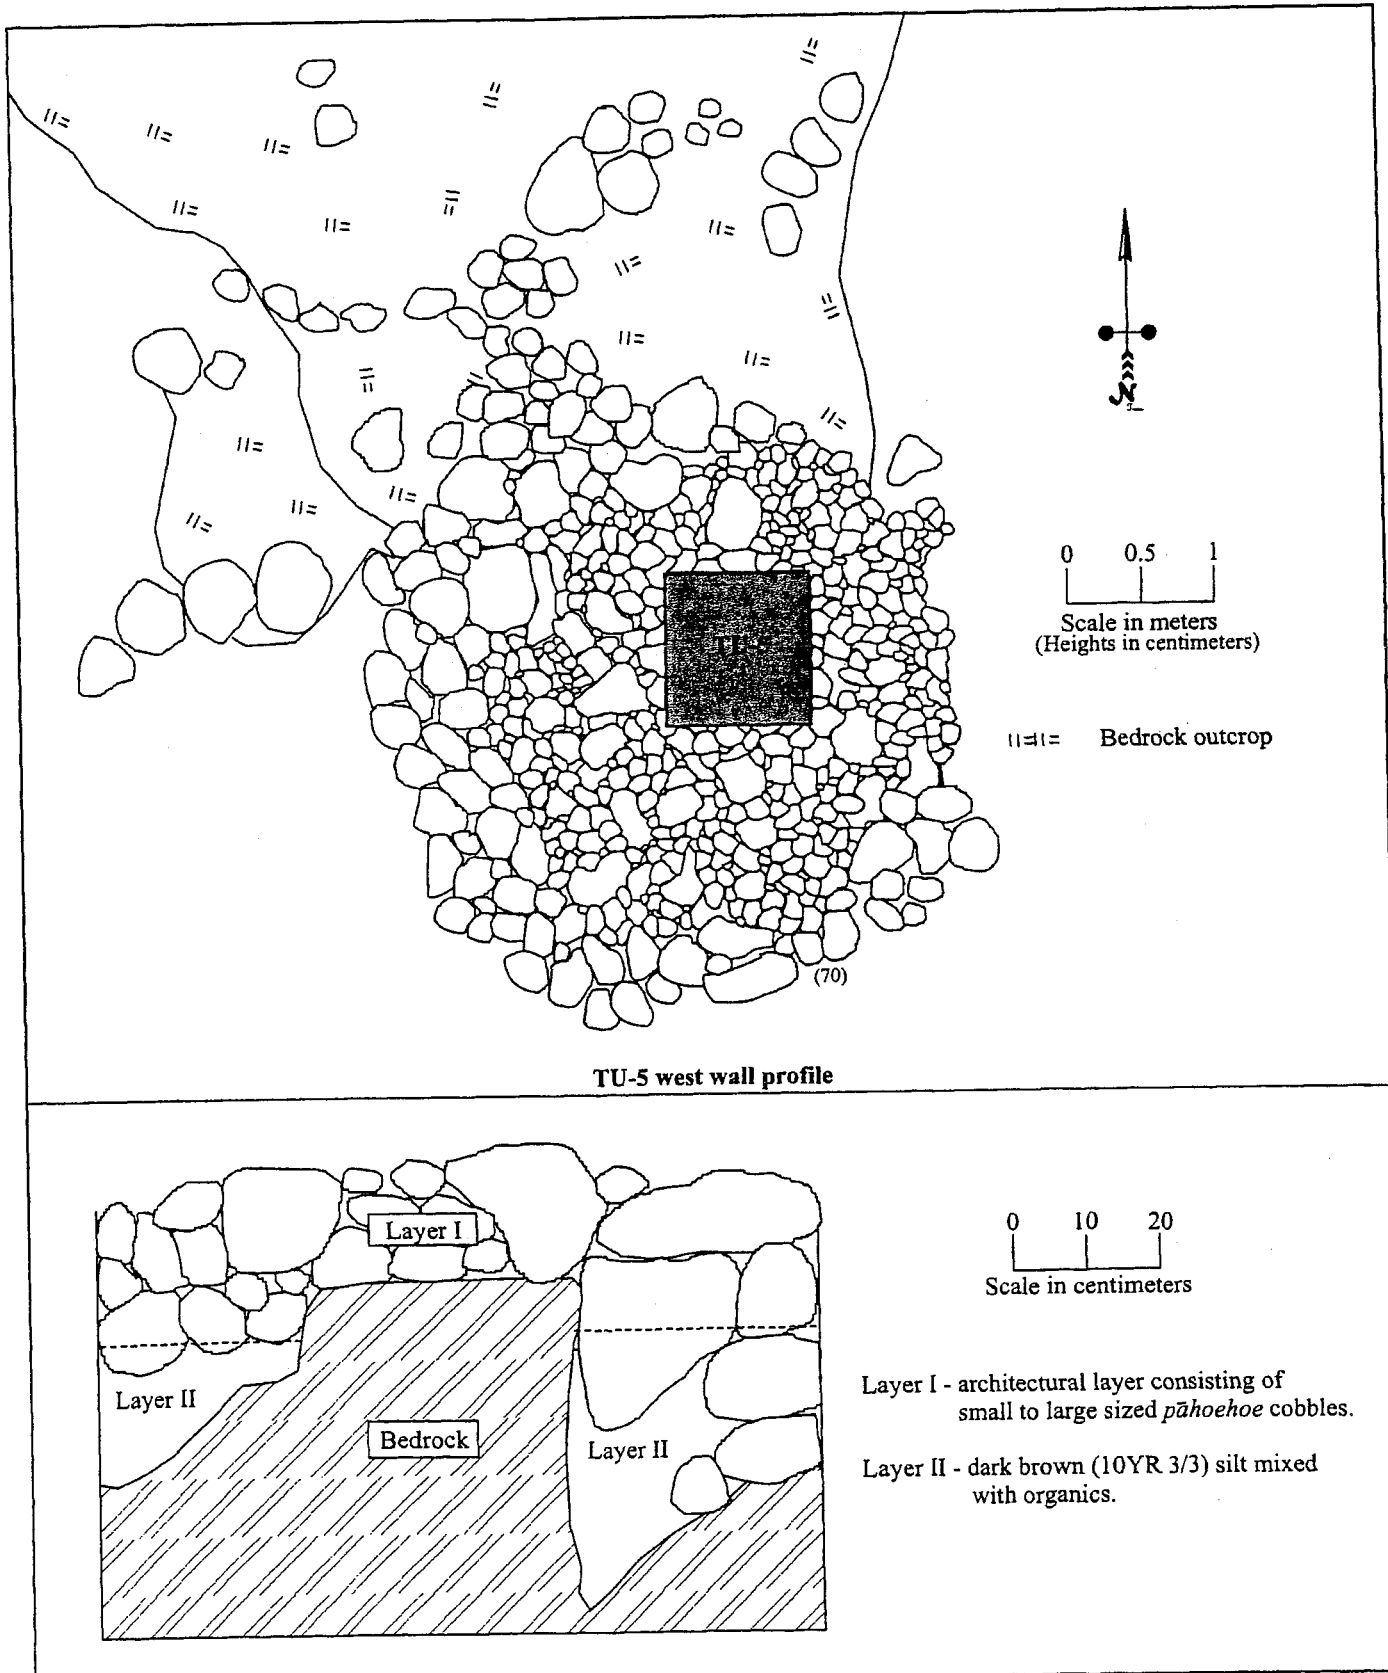 N
0 0.5 1
Scale in meters
(Heights in centimeters)
TU-5
Bedrock outcrop
(70)
TU-5 west wall profile
Layer I
0 10 20
Scale in centimeters
Layer II
Bedrock
Layer II
Layer I - architectural layer consisting of
small to large sized pāhoehoe cobbles.
Layer II - dark brown (10YR 3/3) silt mixed
with organics.